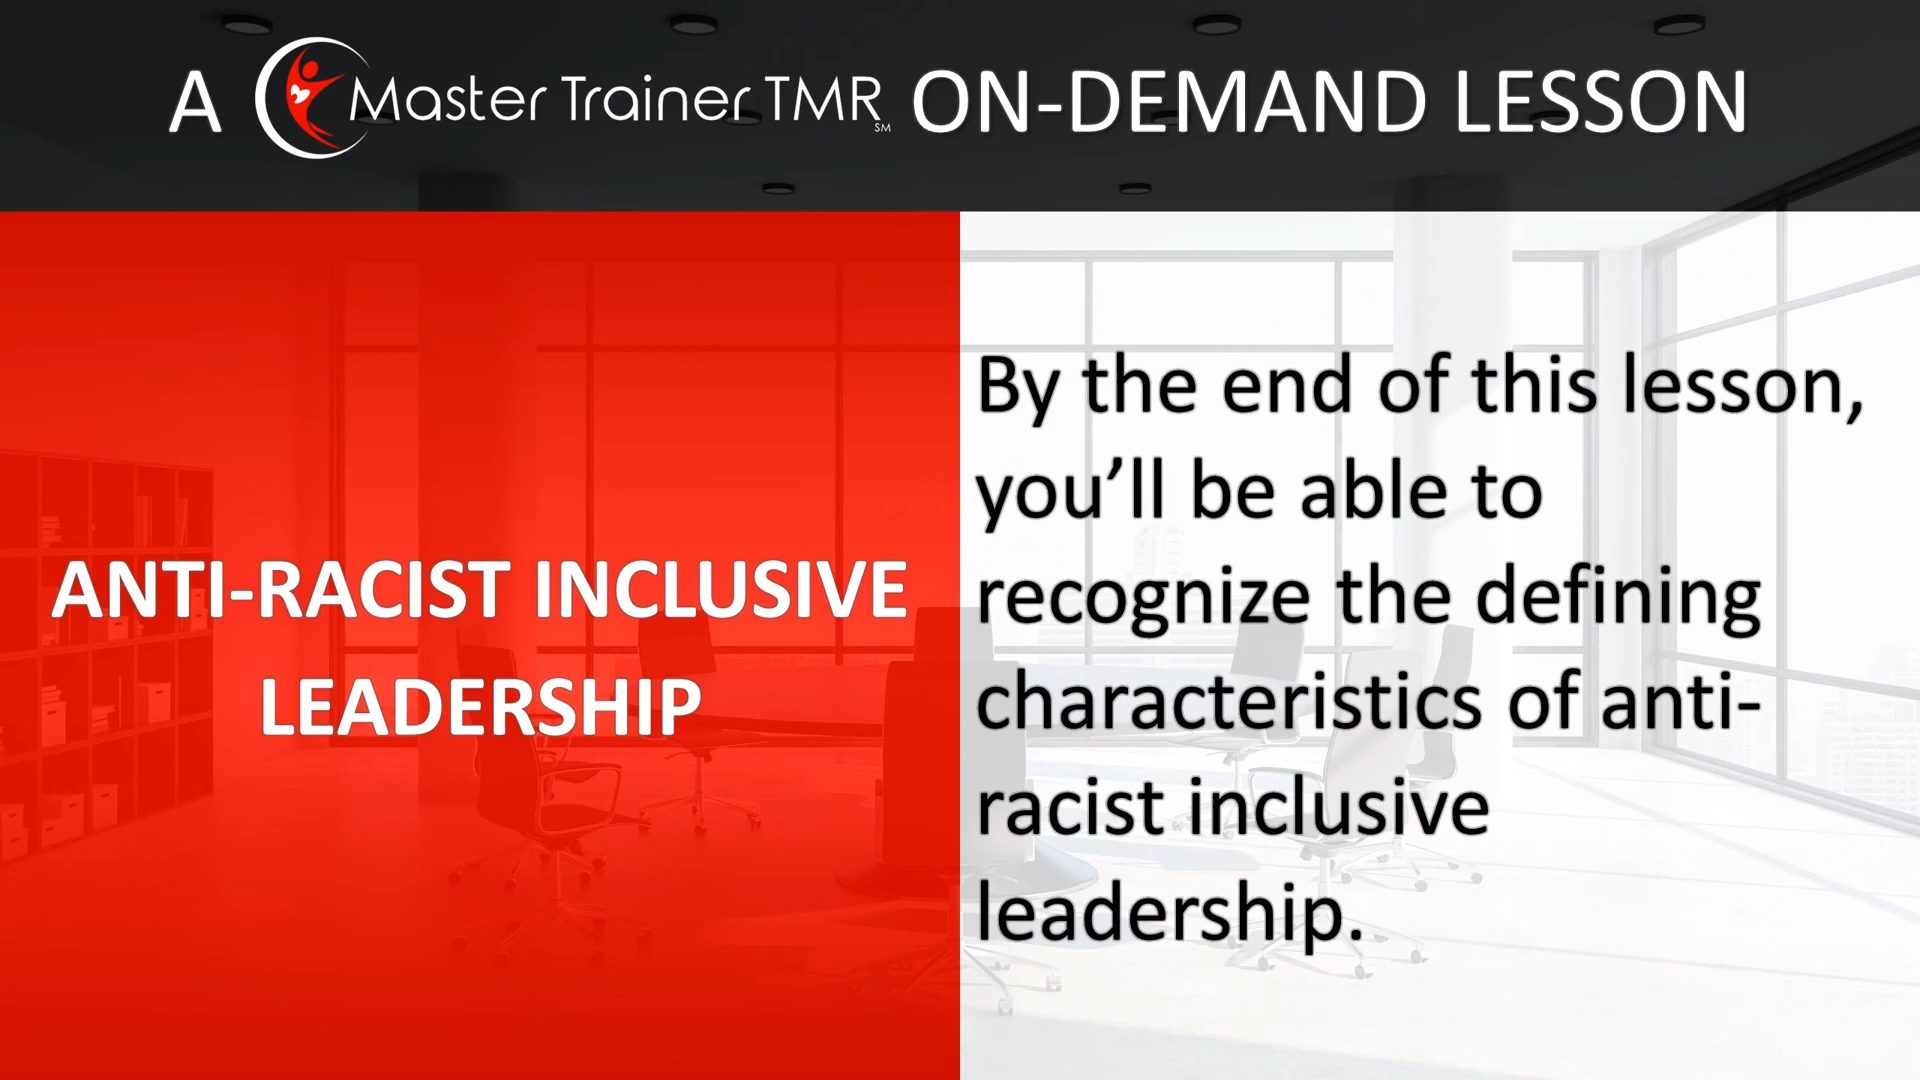 A Master Trainer TMR SM ON-DEMAND LESSON
ANTI-RACIST INCLUSIVE
LEADERSHIP
By the end of this lesson,
you’ll be able to
recognize the defining
characteristics of anti-
racist inclusive
leadership.